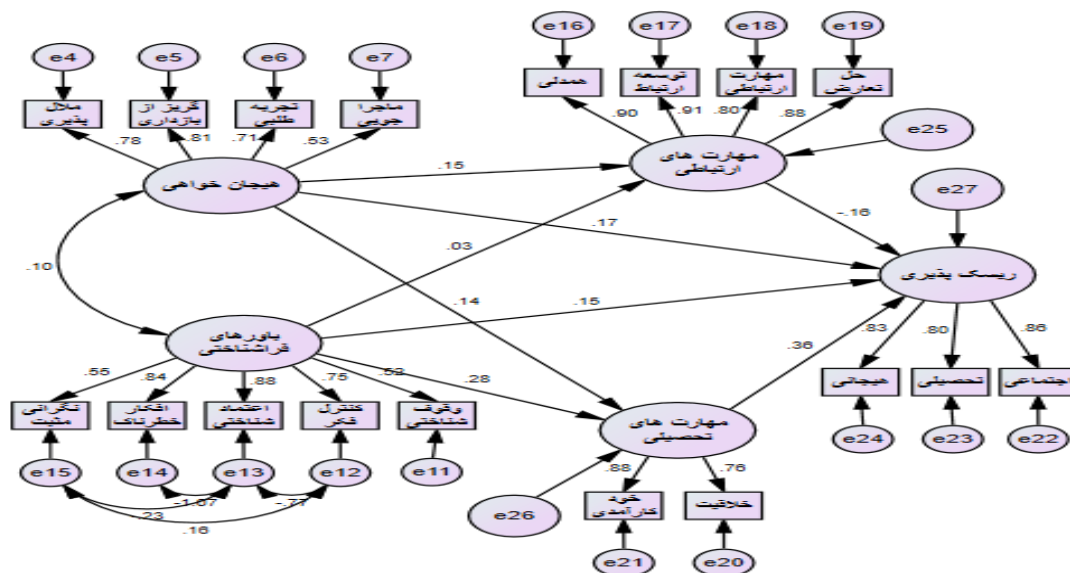 e4
e5
e6
e7
e16
e17
e18
e19
ملال
پذیری
گریز از
بازداری
تجربه
طلبی
ماجرا
جویی
همدلی
توسعه
ارتباط
مهارت
ارتباطی
حل
تعارض
.78
.81
.71
.53
.90
.91
.80
.88
هیجان خواهی
مهارت های
ارتباطی
e25
.15
.17
.03
-.16
e27
.10
.14
ریسک پذیری
باورهای
فراشناختی
.15
.28
.36
.83
.80
.86
.55
.84
.88
.75
نگرانی
مثبت
افکار
خطرناک
اعتماد
شناختی
کنترل
فکر
وقوف
شناختی
هیجانی
تحصیلی
اجتماعی
e15
e14
e13
e12
e11
e24
e23
e22
-1.07
-.77
.23
.16
مهارت های
تحصیلی
.88
.76
e26
خود
کارآمدی
خلاقیت
e21
e20